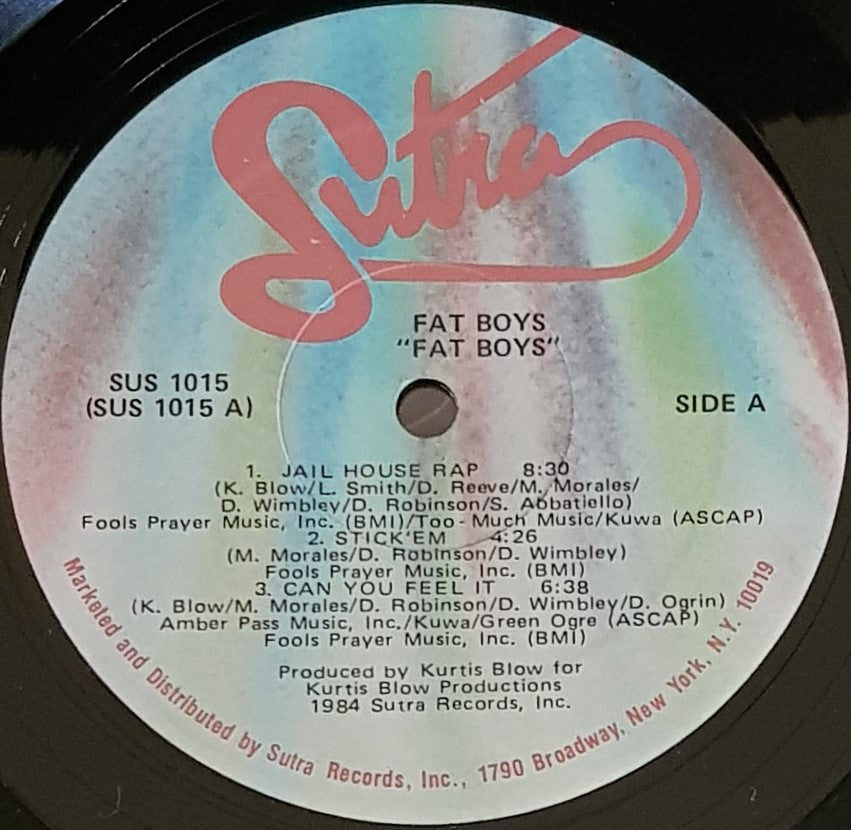 Sutra
FAT BOYS
"FAT BOYS"
SUS 1015
(SUS 1015 A)
SIDE A
1. JAIL HOUSE RAP 8:30
(K. Blow/L. Smith/D. Reeve/M. Morales/
D. Wimbley/D. Robinson/S. Abbatiello)
Fools Prayer Music, Inc. (BMI)/Too-Much Music/Kuwa (ASCAP)
2. STICK'EM 4:26
(M. Morales/D. Robinson/D. Wimbley)
Fools Prayer Music, Inc. (BMI)
3. CAN YOU FEEL IT 6:38
(K. Blow/M. Morales/D. Robinson/D. Wimbley/D. Ogrin)
Amber Pass Music, Inc./Kuwa/Green Ogre (ASCAP)
Fools Prayer Music, Inc. (BMI)
Produced by Kurtis Blow for
Kurtis Blow Productions
1984 Sutra Records, Inc.
Marketed and Distributed by Sutra Records, Inc., 1790 Broadway, New York, N.Y. 10019